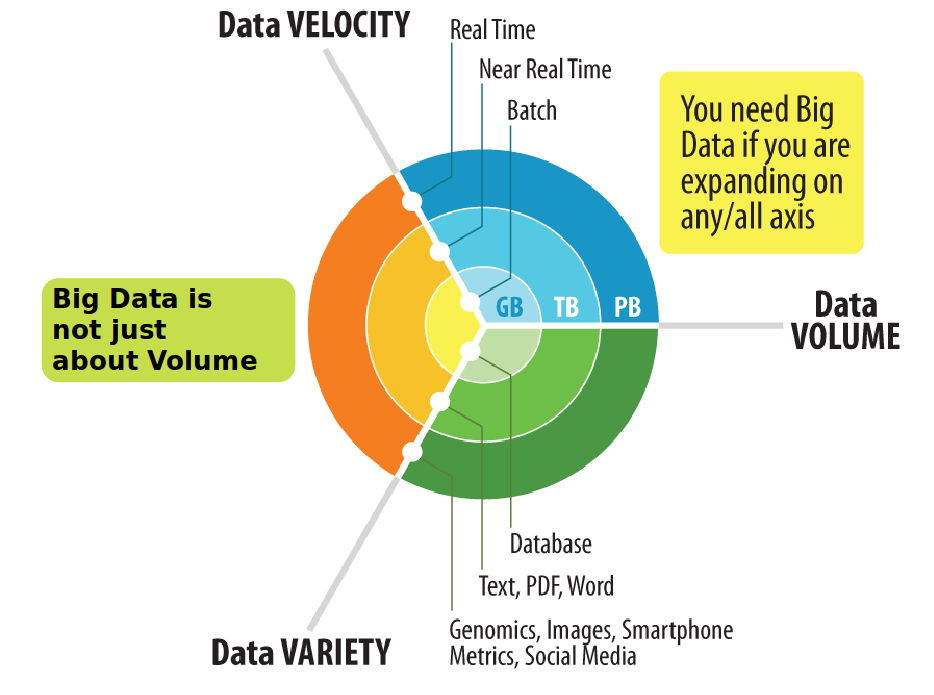 Data VELOCITY
Real Time
Near Real Time
Batch
You need Big
Data if you are
expanding on
any/all axis
Big Data is
not just
about Volume
GB TB PB
Data
VOLUME
Database
Text, PDF, Word
Genomics, Images, Smartphone
Metrics, Social Media
Data VARIETY